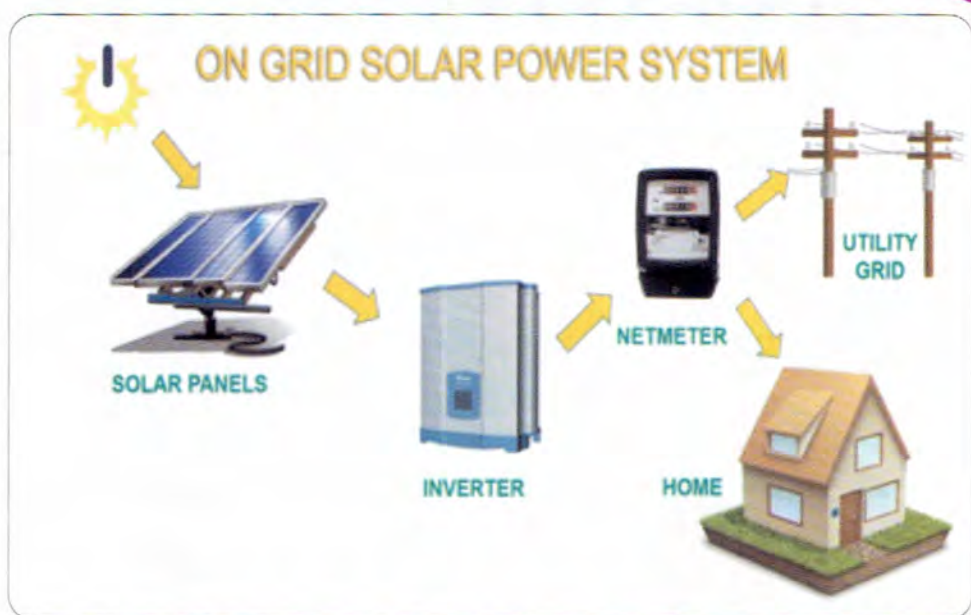 ON GRID SOLAR POWER SYSTEM
SOLAR PANELS
INVERTER
NETMETER
UTILITY
GRID
HOME